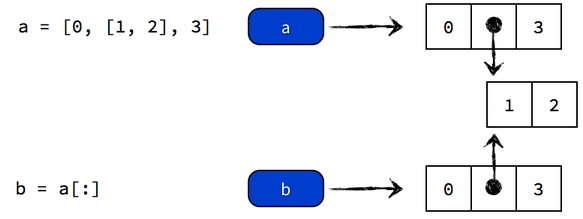 a = [0, [1, 2], 3] a 0 3
1 2
b = a[:] b 0 3